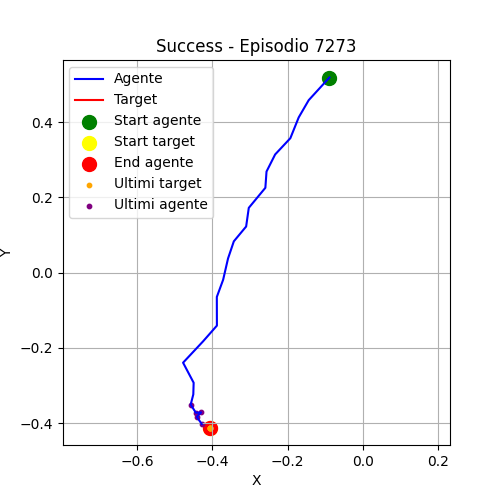 Success - Episodio 7273
Agente
Target
Start agente
Start target
End agente
Ultimi target
Ultimi agente
0.4
0.2
0.0
−0.2
−0.4
Y
−0.6
−0.4
−0.2
0.0
0.2
X